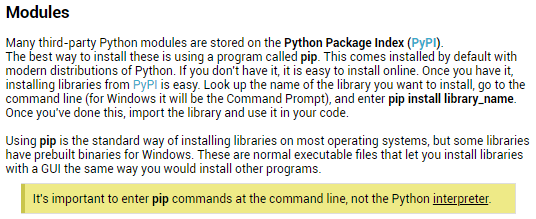 Modules
Many third-party Python modules are stored on the Python Package Index (PyPI).
The best way to install these is using a program called pip. This comes installed by default with
modern distributions of Python. If you don't have it, it is easy to install online. Once you have it,
installing libraries from PyPI is easy. Look up the name of the library you want to install, go to the
command line (for Windows it will be the Command Prompt), and enter pip install library_name.
Once you've done this, import the library and use it in your code.
Using pip is the standard way of installing libraries on most operating systems, but some libraries
have prebuilt binaries for Windows. These are normal executable files that let you install libraries
with a GUI the same way you would install other programs.
It's important to enter pip commands at the command line, not the Python interpreter.